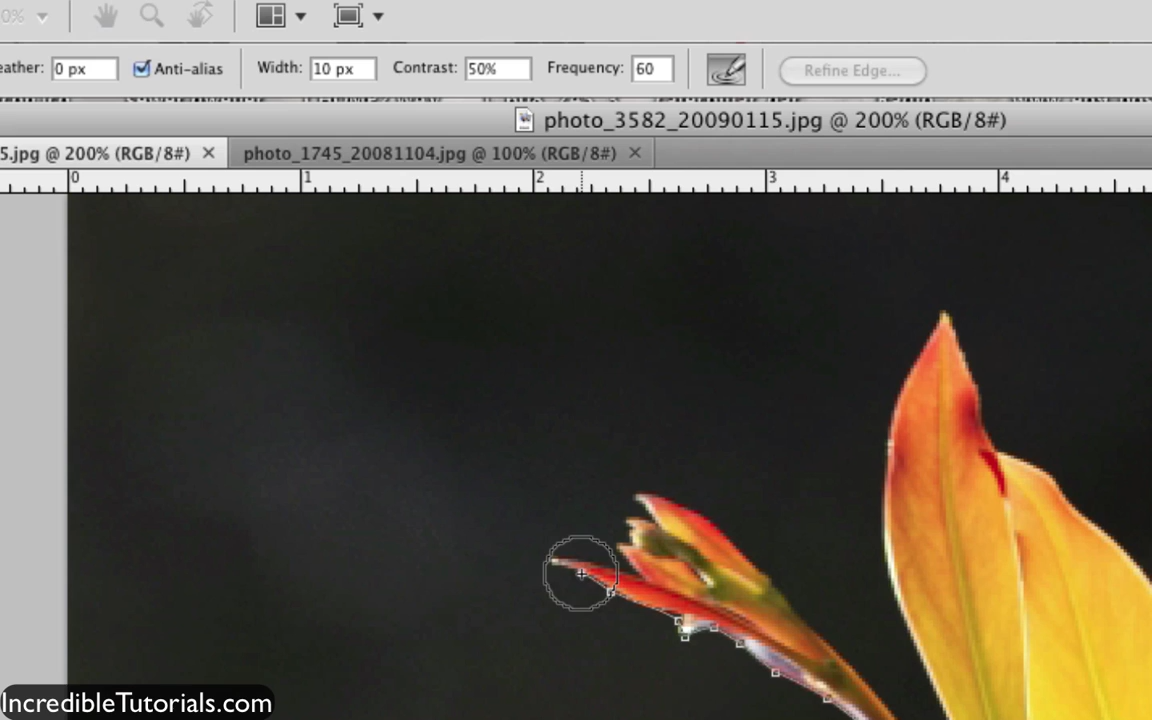 0%
eather: 0 px Anti-alias Width: 10 px Contrast: 50% Frequency: 60 Refine Edge...
photo_3582_20090115.jpg @ 200% (RGB/8#)
5.jpg @ 200% (RGB/8#) × photo_1745_20081104.jpg @ 100% (RGB/8#) ×
0 1 2 3 4
IncredibleTutorials.com